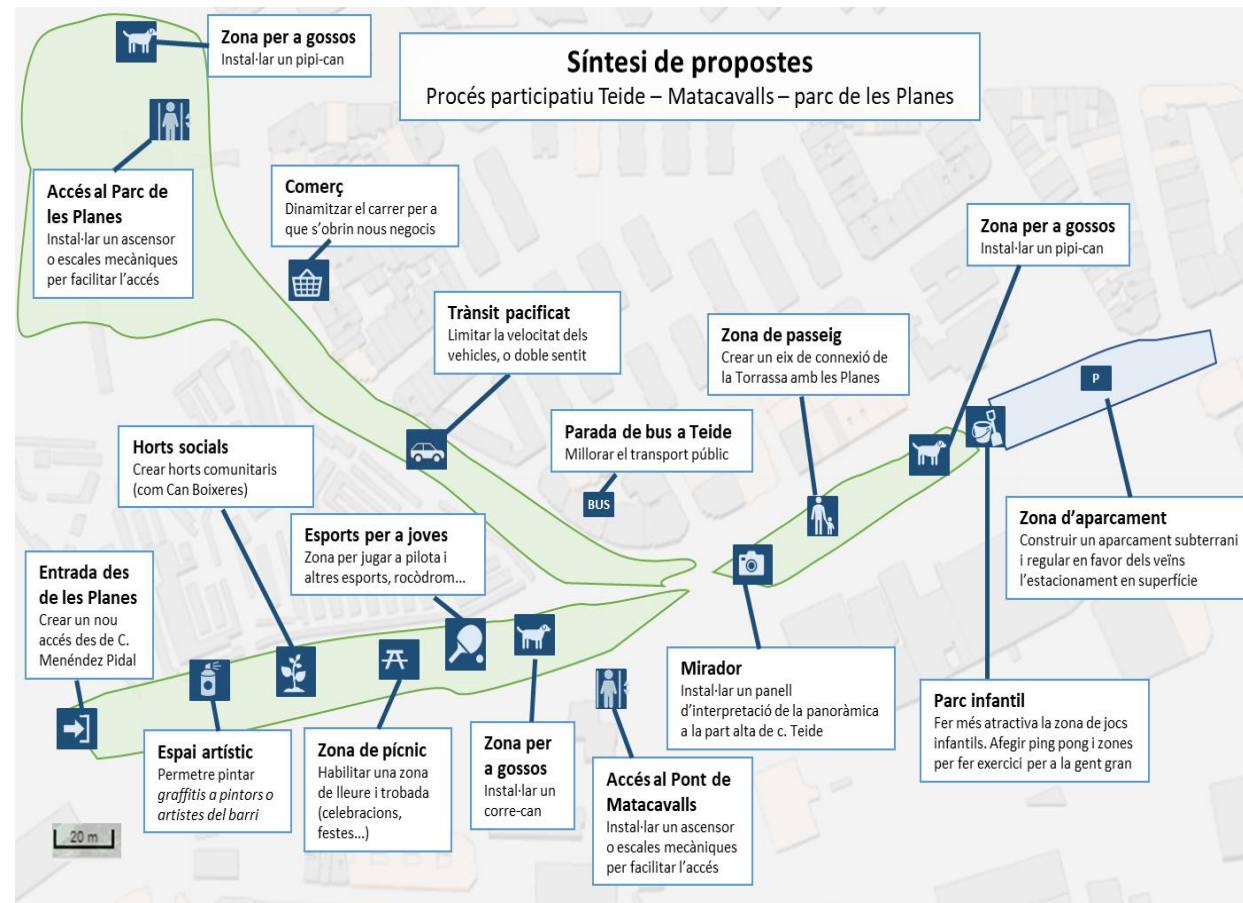 Síntesi de propostes
Procés participatiu Teide – Matacavalls – parc de les Planes
Zona per a gossos
Instal·lar un pipi-can
Accés al Parc de
les Planes
Instal·lar un ascensor
o escales mecàniques
per facilitar l'accés
Comerç
Dinamitzar el carrer per a
que s'obrin nous negocis
Zona per a gossos
Instal·lar un pipi-can
Trànsit pacificat
Limitar la velocitat dels
vehicles, o doble sentit
Zona de passeig
Crear un eix de connexió de
la Torrassa amb les Planes
P
Horts socials
Crear horts comunitaris
(com Can Boixeres)
Parada de bus a Teide
Millorar el transport públic
BUS
Esports per a joves
Zona per jugar a pilota i
altres esports, rocòdrom...
Zona d'aparcament
Construir un aparcament subterrani
i regular en favor dels veïns
l'estacionament en superfície
Entrada des
de les Planes
Crear un nou
accés des de C.
Menéndez Pidal
Mirador
Instal·lar un panell
d'interpretació de la panoràmica
a la part alta de c. Teide
Parc infantil
Fer més atractiva la zona de jocs
infantils. Afegir ping pong i zones
per fer exercici per a la gent gran
Espai artístic
Permetre pintar
graffitis a pintors o
artistes del barri
Zona de pícnic
Habilitar una zona
de lleure i trobada
(celebracions,
festes...)
Zona per
a gossos
Instal·lar un
corre-can
Accés al Pont de
Matacavalls
Instal·lar un ascensor
o escales mecàniques
per facilitar l'accés
20 m